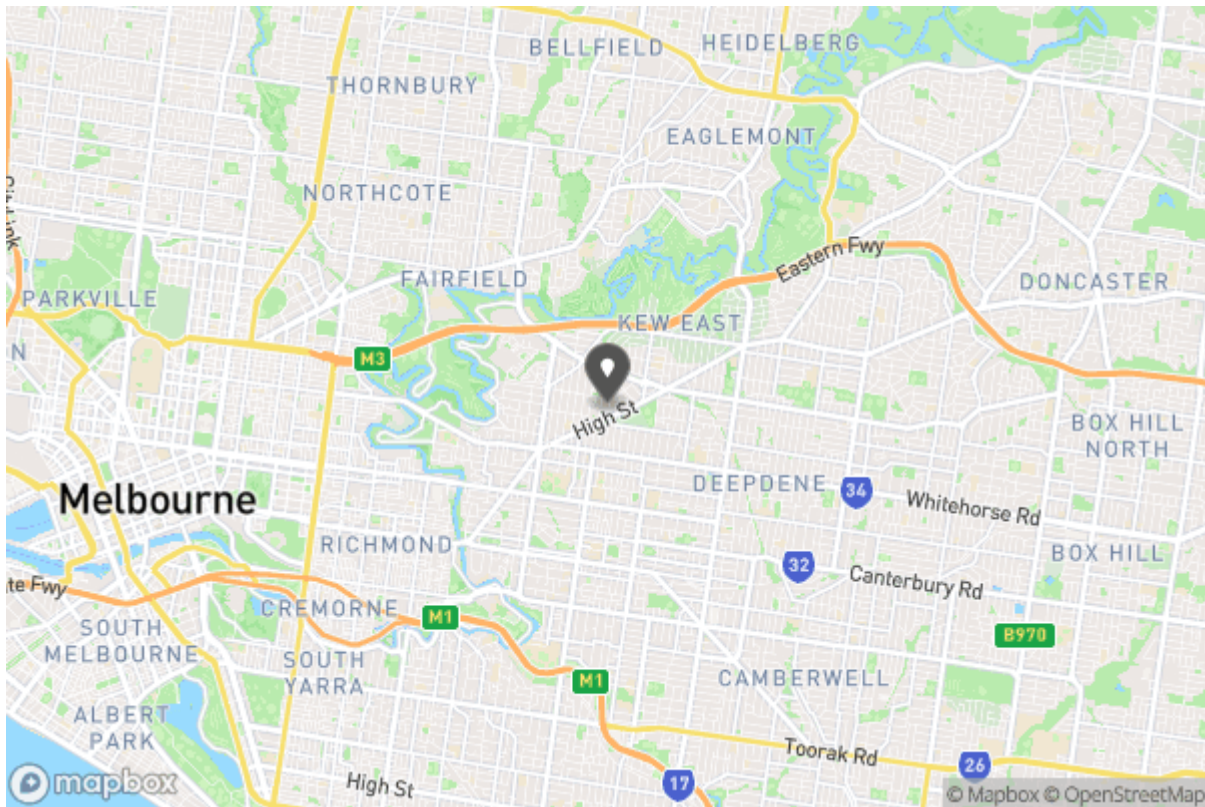 BELLFIELD
HEIDELBERG
THORNBURY
EAGLEMONT
NORTHCOTE
Eastern Fwy
FAIRFIELD
DONCASTER
PARKVILLE
KEW EAST
M3
High St
BOX HILL
NORTH
DEEPDENE
34
Whitehorse Rd
Melbourne
RICHMOND
BOX HILL
32
Canterbury Rd
CREMORNE
M1
SOUTH
MELBOURNE
B970
SOUTH
YARRA
M1
CAMBERWELL
ALBERT
PARK
Toorak Rd
26
17
High St
mapbox
© Mapbox © OpenStreetMap